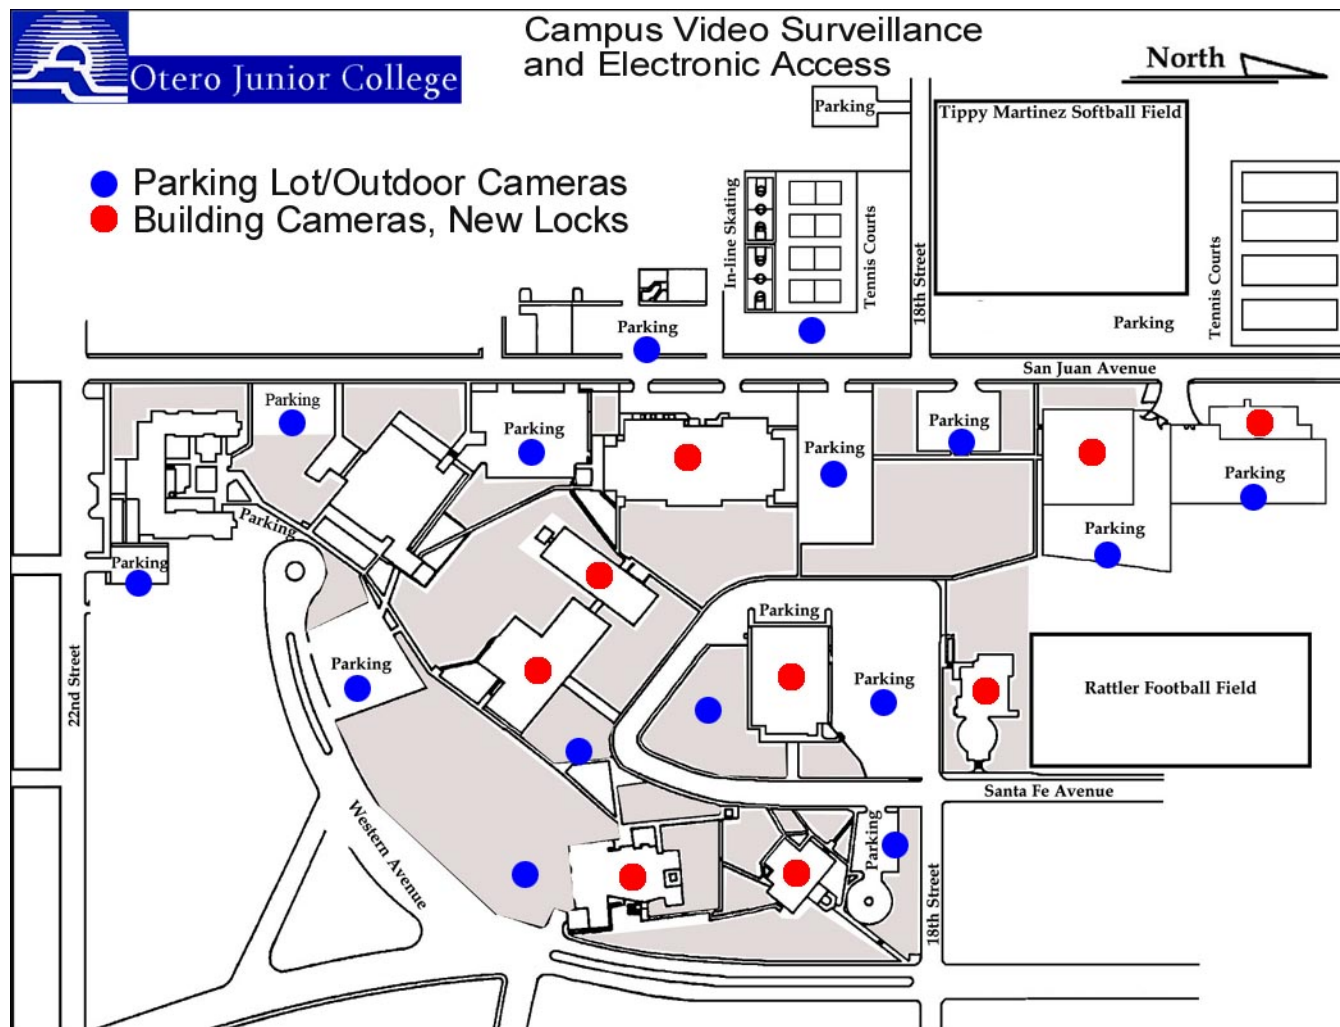 Campus Video Surveillance
and Electronic Access
Otero Junior College
North
Parking
Tippy Martinez Softball Field
Parking Lot/Outdoor Cameras
Building Cameras, New Locks
In-line Skating
Tennis Courts
18th Street
Tennis Courts
Parking
Parking
San Juan Avenue
Parking
Parking
Parking
Parking
Parking
Parking
Parking
Parking
Parking
Rattler Football Field
Parking
Parking
22nd Street
Santa Fe Avenue
Western Avenue
Parking
18th Street